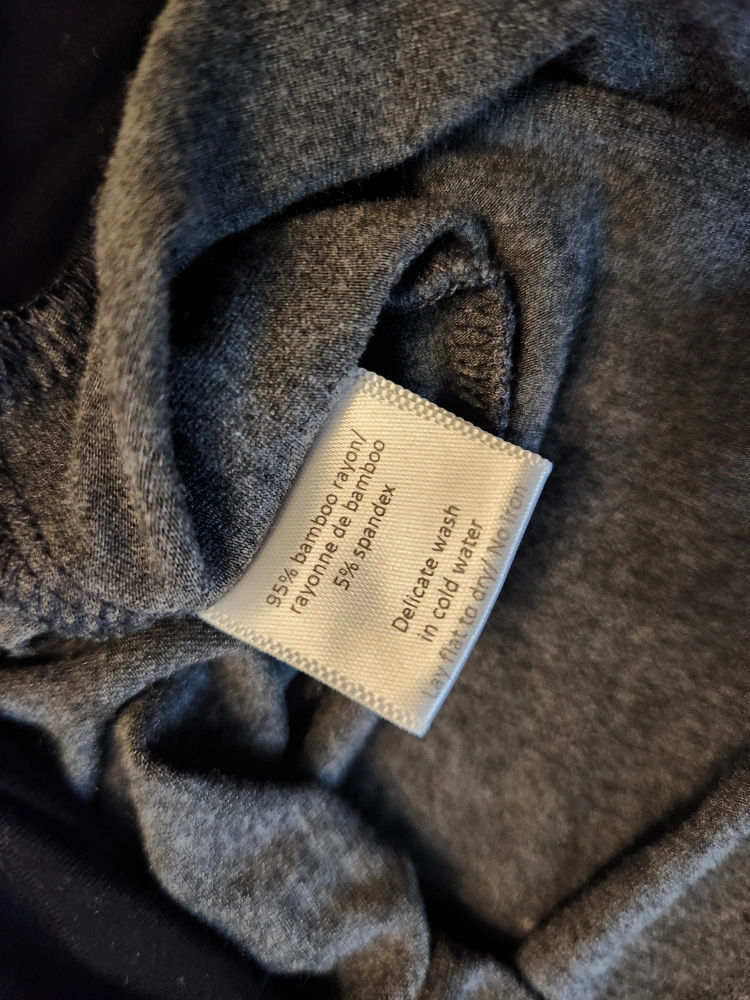 95% bamboo rayon/
rayonne de bamboo
5% spandex
Delicate wash
in cold water
Lay flat to dry/ No iron